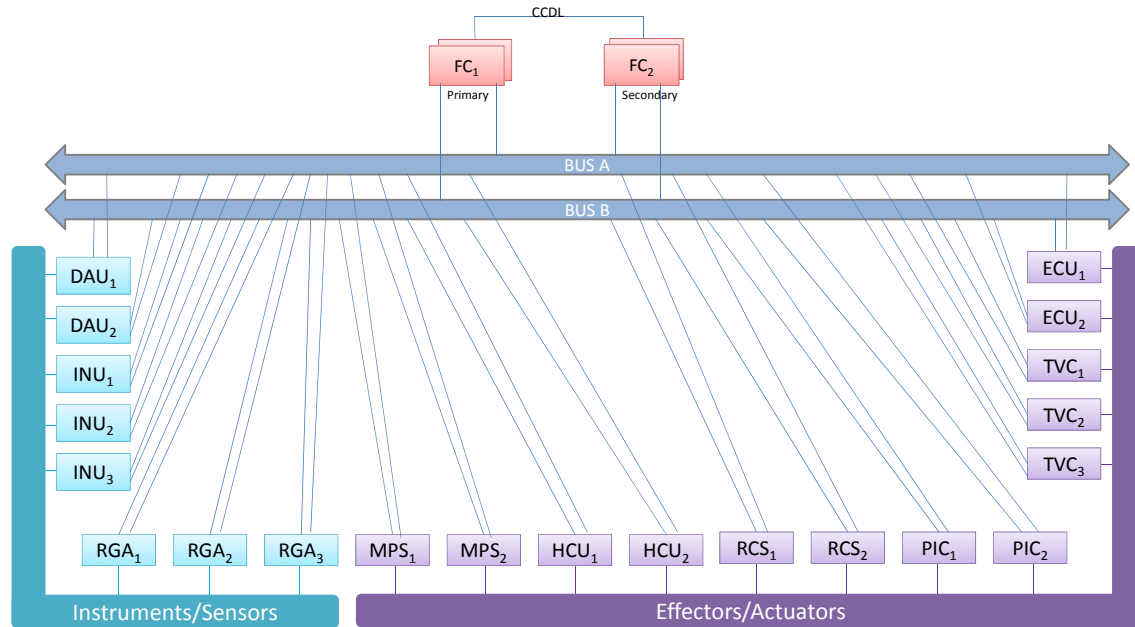 CCDL
FC₁ FC₂
Primary Secondary
BUS A
BUS B
DAU₁ ECU₁
DAU₂ ECU₂
INU₁ TVC₁
INU₂ TVC₂
INU₃ TVC₃
RGA₁ RGA₂ RGA₃ MPS₁ MPS₂ HCU₁ HCU₂ RCS₁ RCS₂ PIC₁ PIC₂
Instruments/Sensors Effectors/Actuators